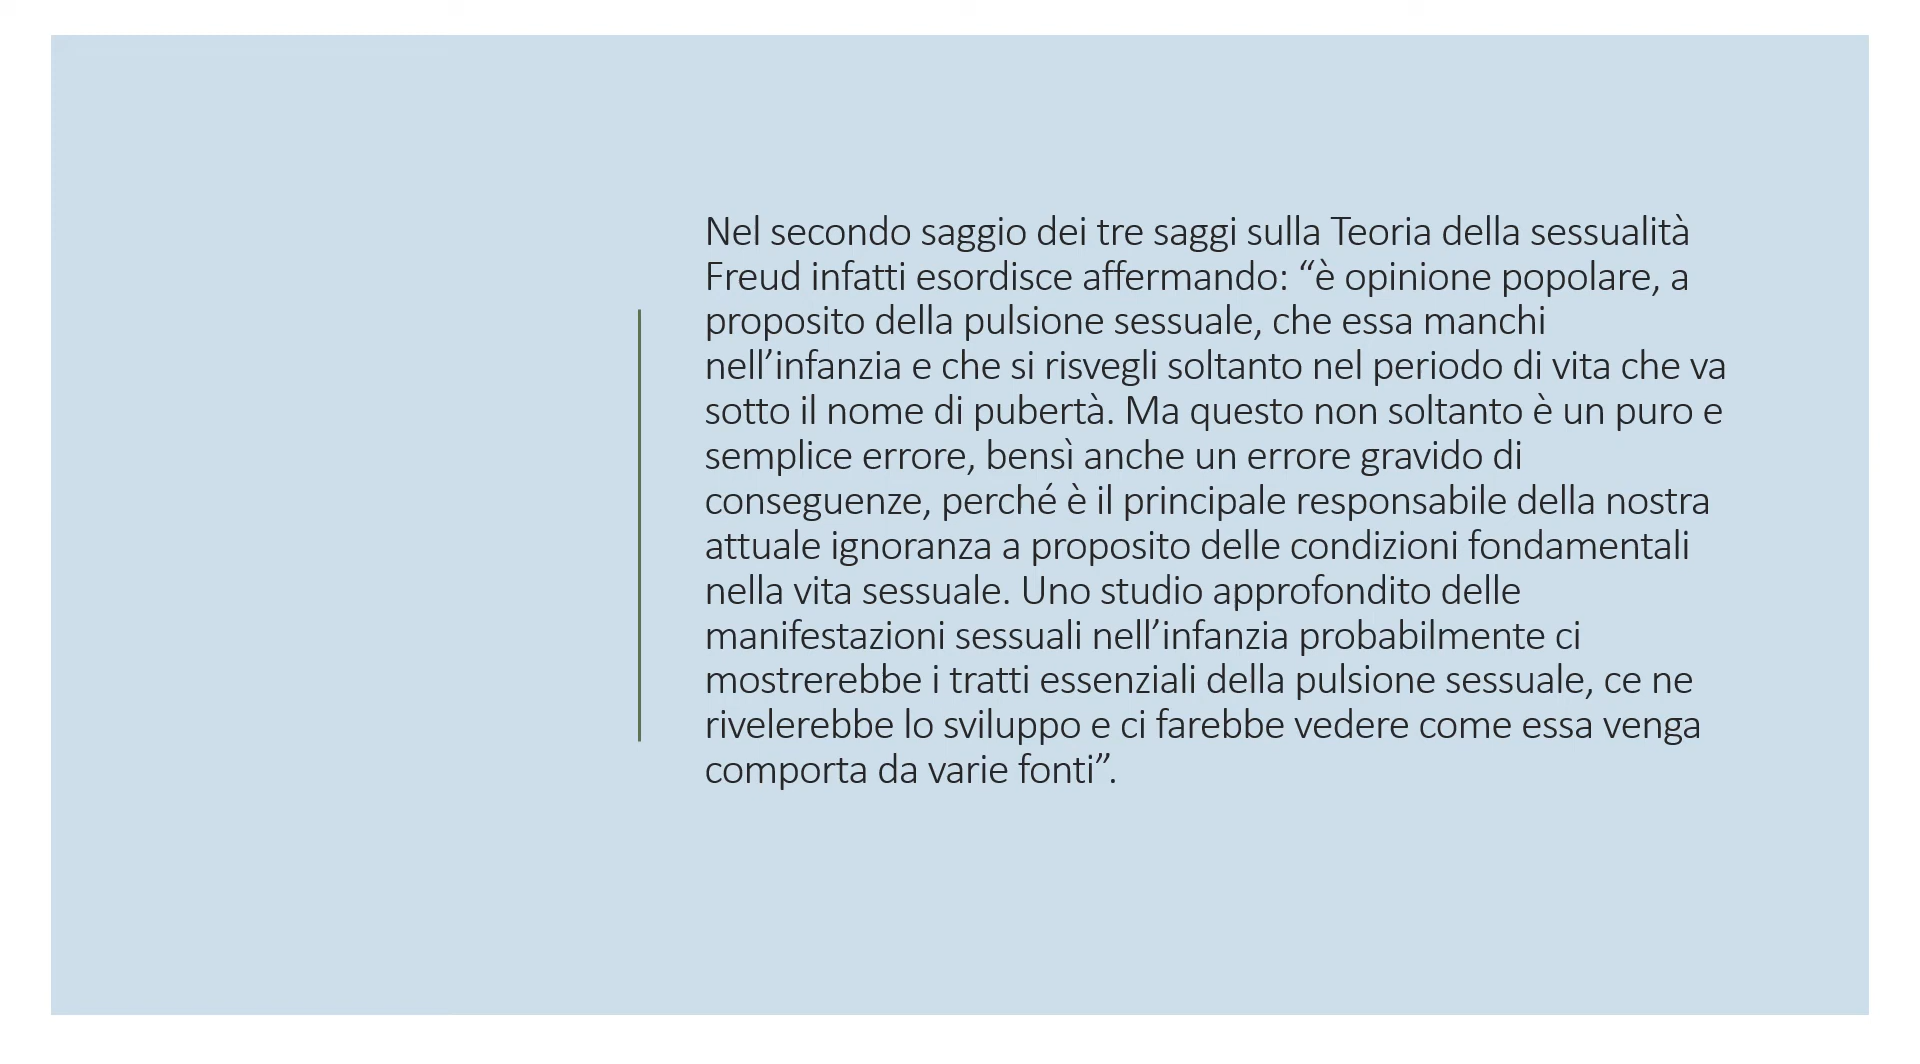 Nel secondo saggio dei tre saggi sulla Teoria della sessualità
Freud infatti esordisce affermando: “è opinione popolare, a
proposito della pulsione sessuale, che essa manchi
nell’infanzia e che si risvegli soltanto nel periodo di vita che va
sotto il nome di pubertà. Ma questo non soltanto è un puro e
semplice errore, bensì anche un errore gravido di
conseguenze, perché è il principale responsabile della nostra
attuale ignoranza a proposito delle condizioni fondamentali
nella vita sessuale. Uno studio approfondito delle
manifestazioni sessuali nell’infanzia probabilmente ci
mostrerebbe i tratti essenziali della pulsione sessuale, ce ne
rivelerebbe lo sviluppo e ci farebbe vedere come essa venga
comporta da varie fonti”.